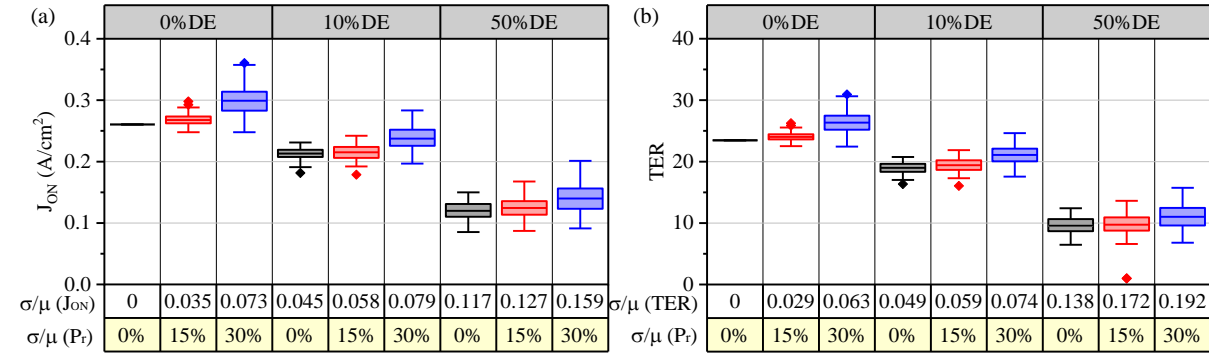 (a)
0%DE 10%DE 50%DE
0.4
0.3
0.2
0.1
0.0
J_ON (A/cm²)
σ/μ (J_ON) 0 0.035 0.073 0.045 0.058 0.079 0.117 0.127 0.159
σ/μ (P_r) 0% 15% 30% 0% 15% 30% 0% 15% 30%
(b)
0%DE 10%DE 50%DE
40
30
20
10
0
TER
σ/μ (TER) 0 0.029 0.063 0.049 0.059 0.074 0.138 0.172 0.192
σ/μ (P_r) 0% 15% 30% 0% 15% 30% 0% 15% 30%